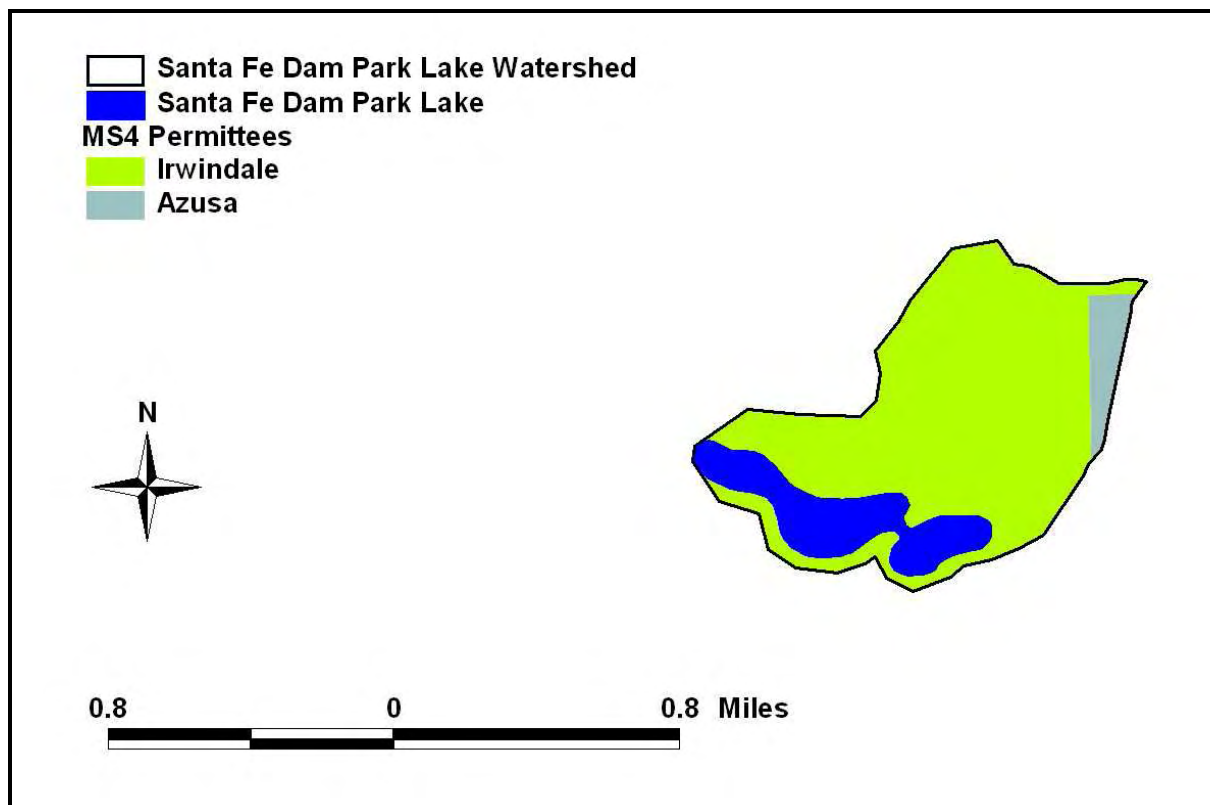 Santa Fe Dam Park Lake Watershed
Santa Fe Dam Park Lake
MS4 Permittees
Irwindale
Azusa
N
0.8 0 0.8 Miles